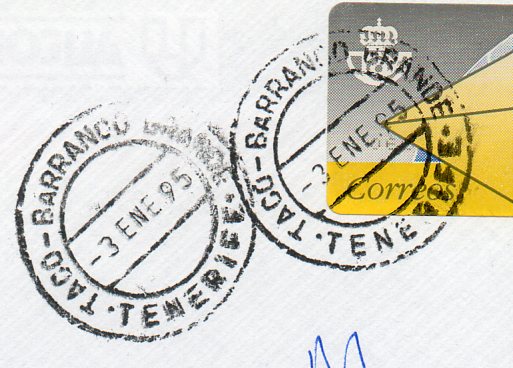 TACO-BARRANCO GRANDE
-3 ENE.95
·TENERIFE·
TACO-BARRANCO GRANDE
-3 ENE.95
·TENERIFE·
Correos